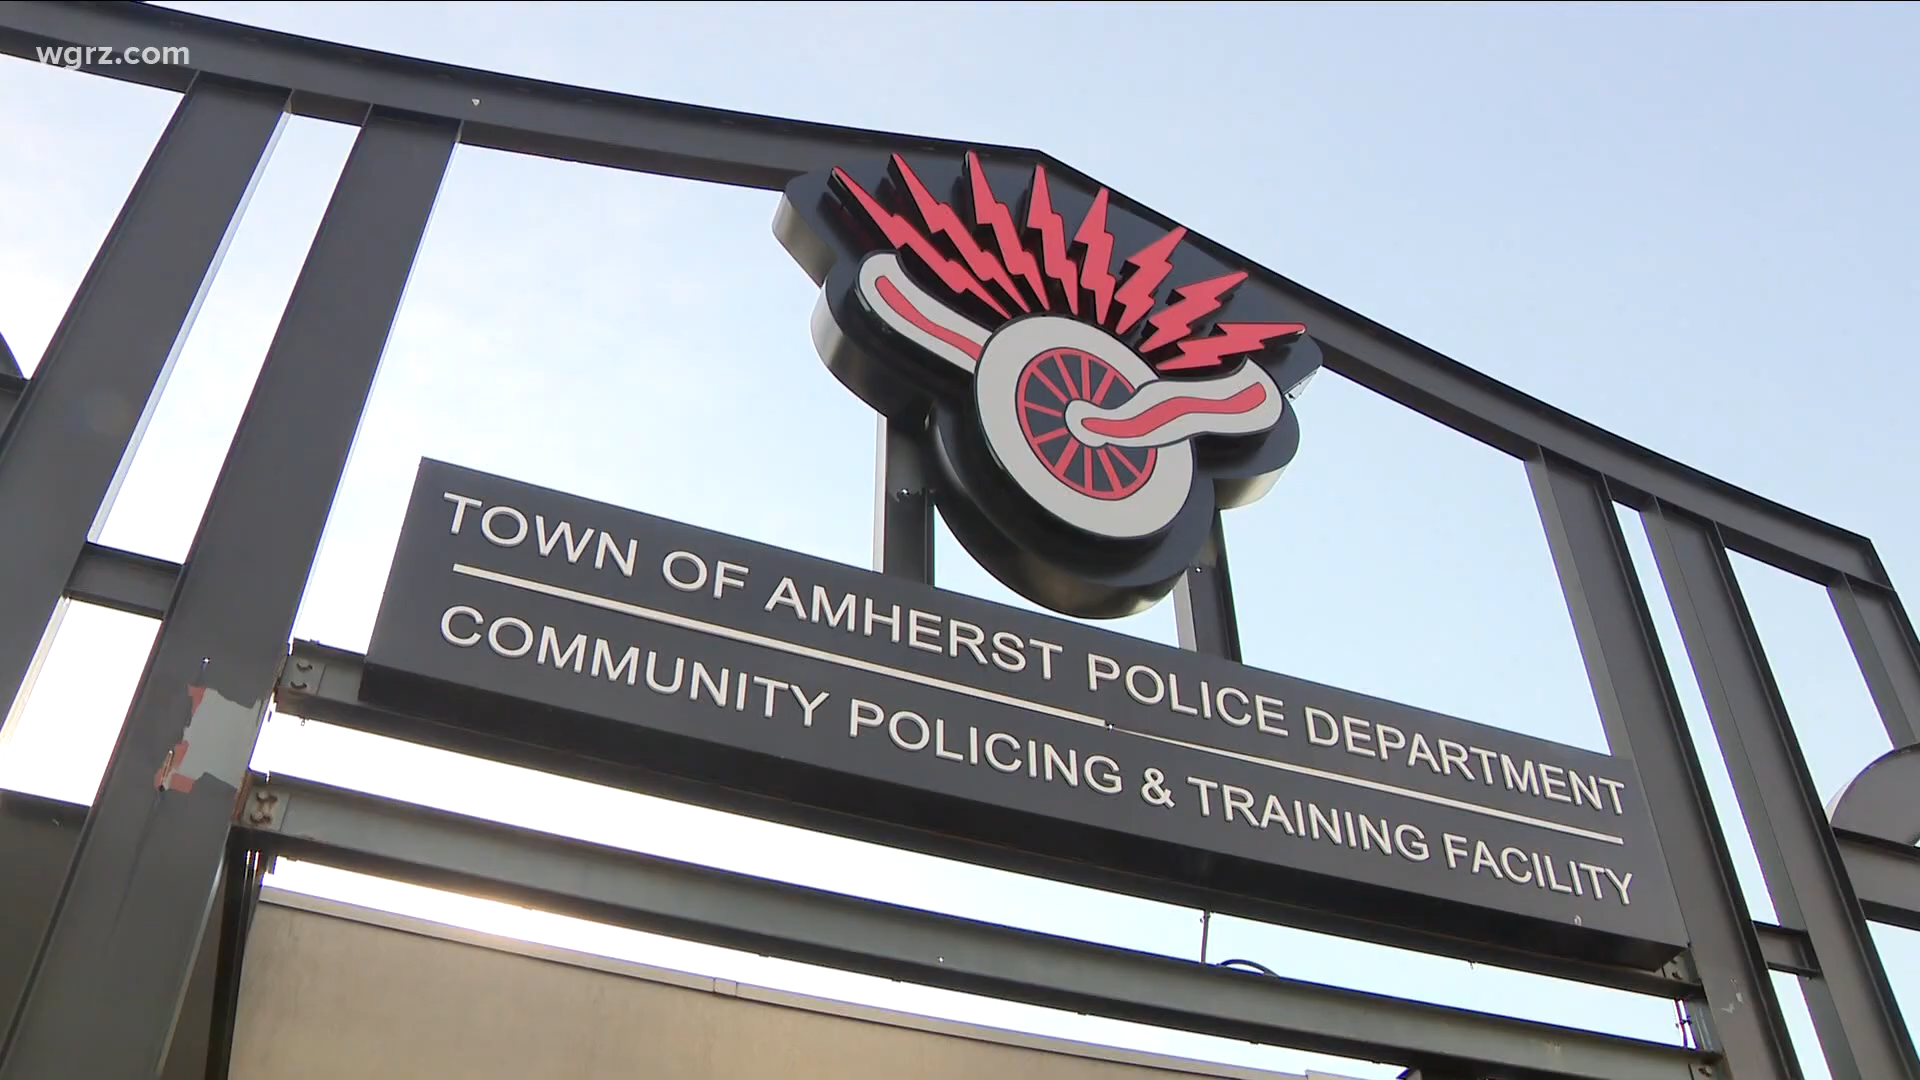 wgrz.com
TOWN OF AMHERST POLICE DEPARTMENT
COMMUNITY POLICING & TRAINING FACILITY